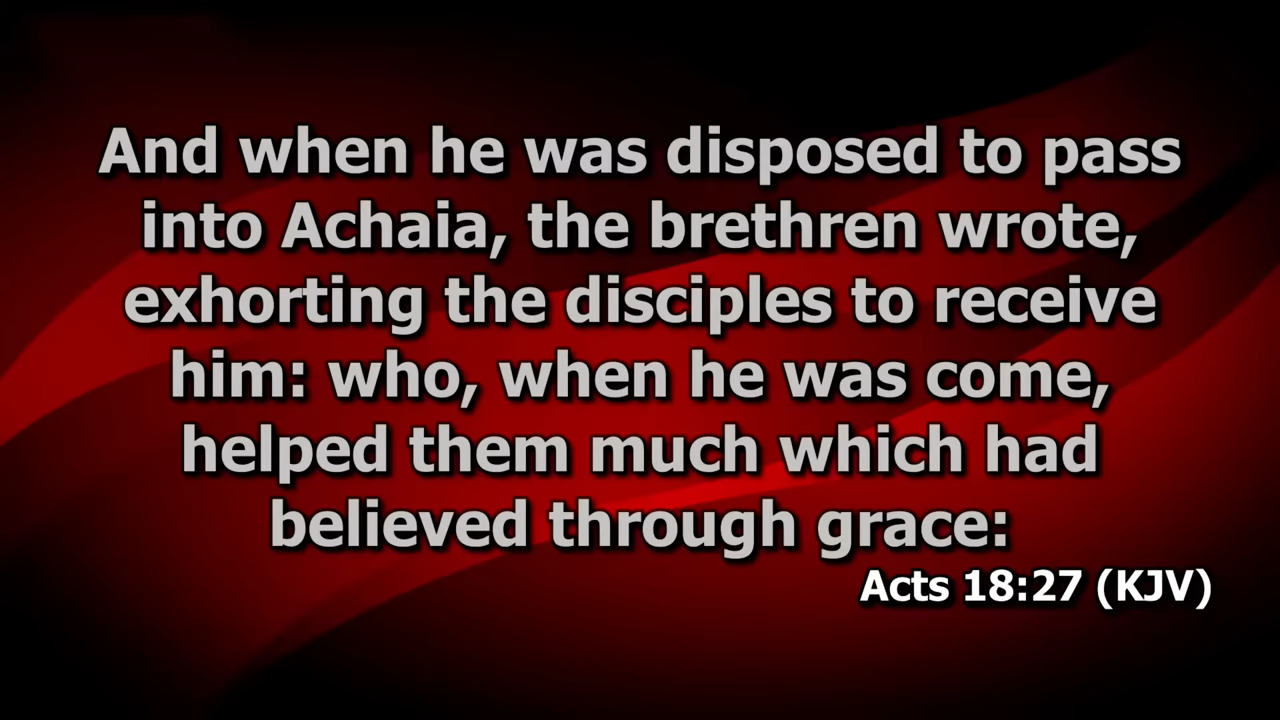 And when he was disposed to pass
into Achaia, the brethren wrote,
exhorting the disciples to receive
him: who, when he was come,
helped them much which had
believed through grace:
Acts 18:27 (KJV)